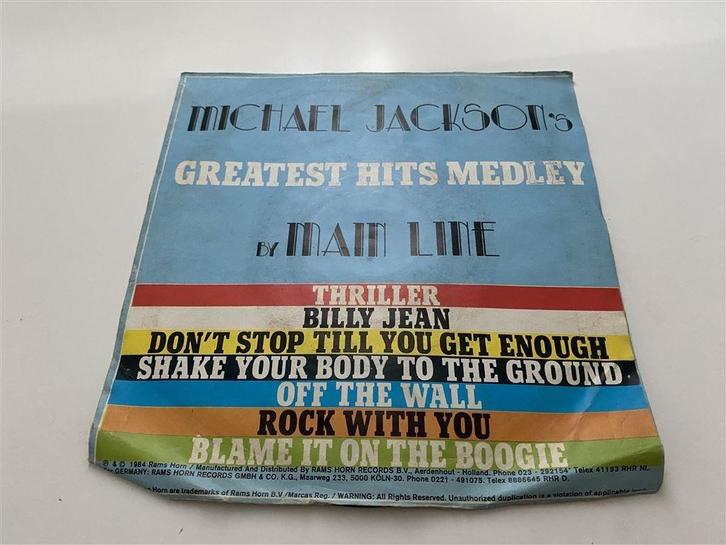 MICHAEL JACKSON's
GREATEST HITS MEDLEY
BY MAIN LINE
THRILLER
BILLY JEAN
DON'T STOP TILL YOU GET ENOUGH
SHAKE YOUR BODY TO THE GROUND
OFF THE WALL
ROCK WITH YOU
BLAME IT ON THE BOOGIE
℗ & © 1984 Rams Horn / Manufactured And Distributed By RAMS HORN RECORDS B.V., Aerdenhout - Holland. Phone 023 - 292154 Telex 41193 RHR NL.
GERMANY: RAMS HORN RECORDS GMBH & CO. K.G., Maarweg 233, 5000 KÖLN-30. Phone 0221 - 491075. Telex 8886645 RHR D.
Horn are trademarks of Rams Horn B.V./Marcas Reg. / WARNING: All Rights Reserved. Unauthorized duplication is a violation of applicable